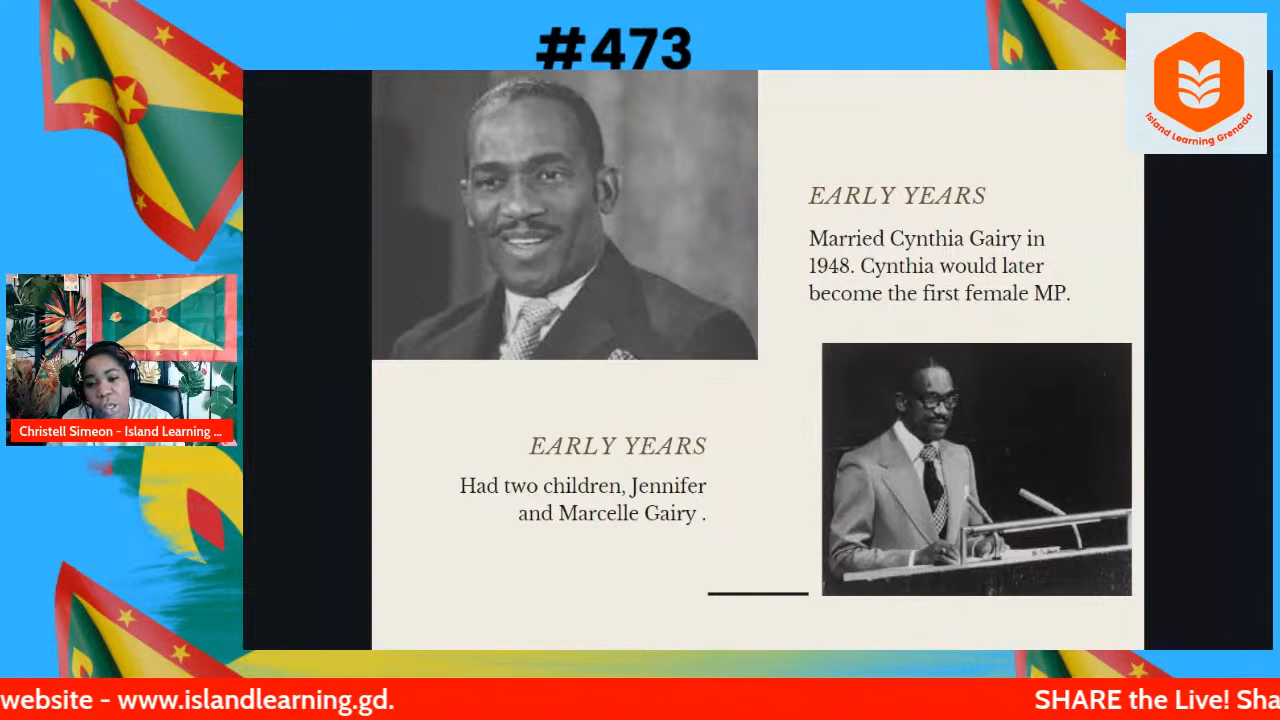 #473
Island Learning Grenada
EARLY YEARS
Married Cynthia Gairy in
1948. Cynthia would later
become the first female MP.
EARLY YEARS
Had two children, Jennifer
and Marcelle Gairy .
Christell Simeon - Island Learning ...
website - www.islandlearning.gd.
SHARE the Live! Sha